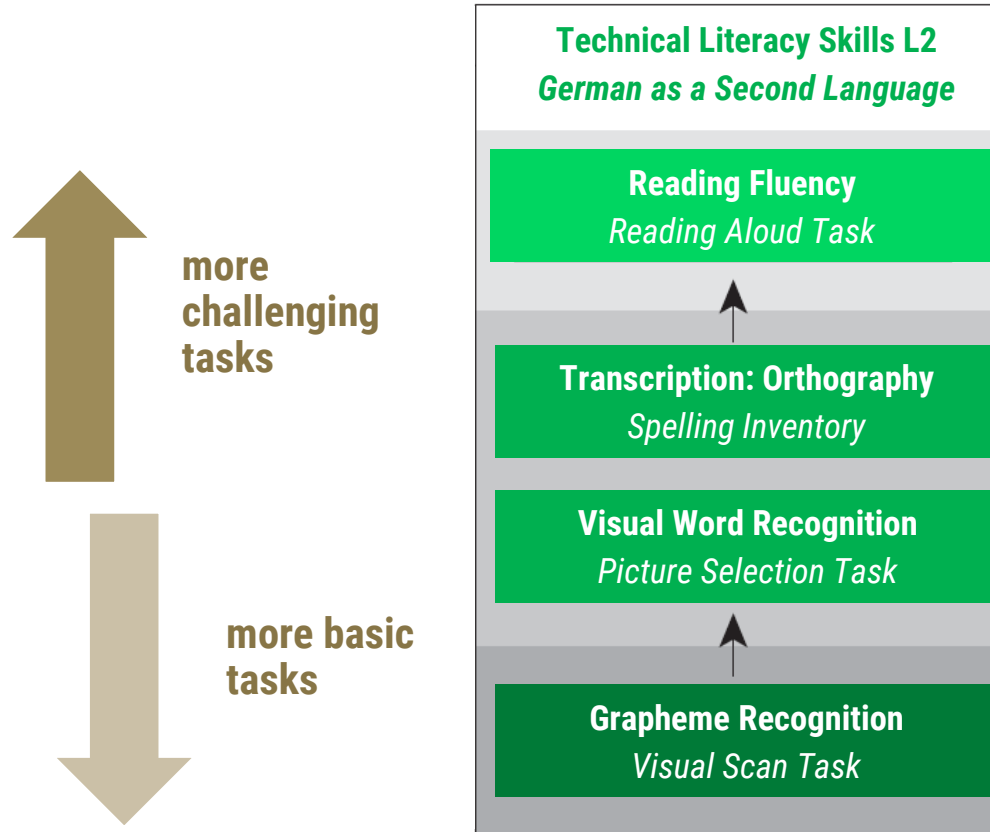 Technical Literacy Skills L2
German as a Second Language
Reading Fluency
Reading Aloud Task
more
challenging
tasks
Transcription: Orthography
Spelling Inventory
Visual Word Recognition
Picture Selection Task
more basic
tasks
Grapheme Recognition
Visual Scan Task